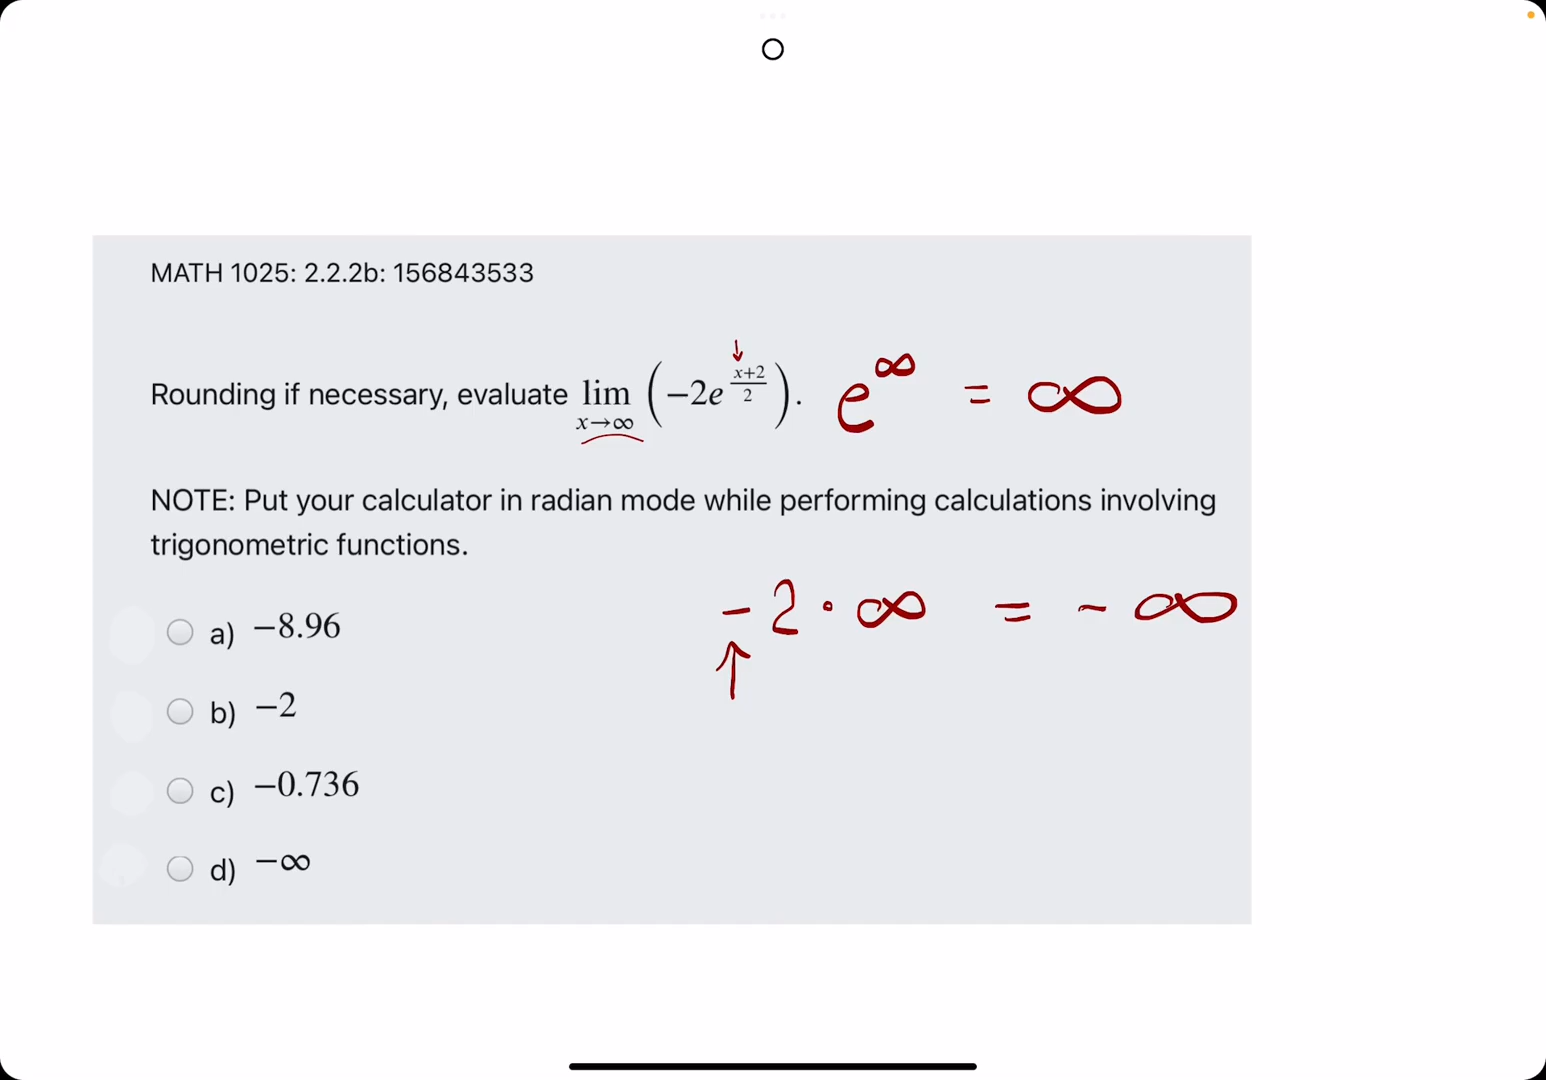 MATH 1025: 2.2.2b: 156843533
Rounding if necessary, evaluate lim x→∞ (−2e^((x+2)/2)). e^∞ = ∞
NOTE: Put your calculator in radian mode while performing calculations involving
trigonometric functions.
−2 · ∞ = −∞
a) −8.96
b) −2
c) −0.736
d) −∞